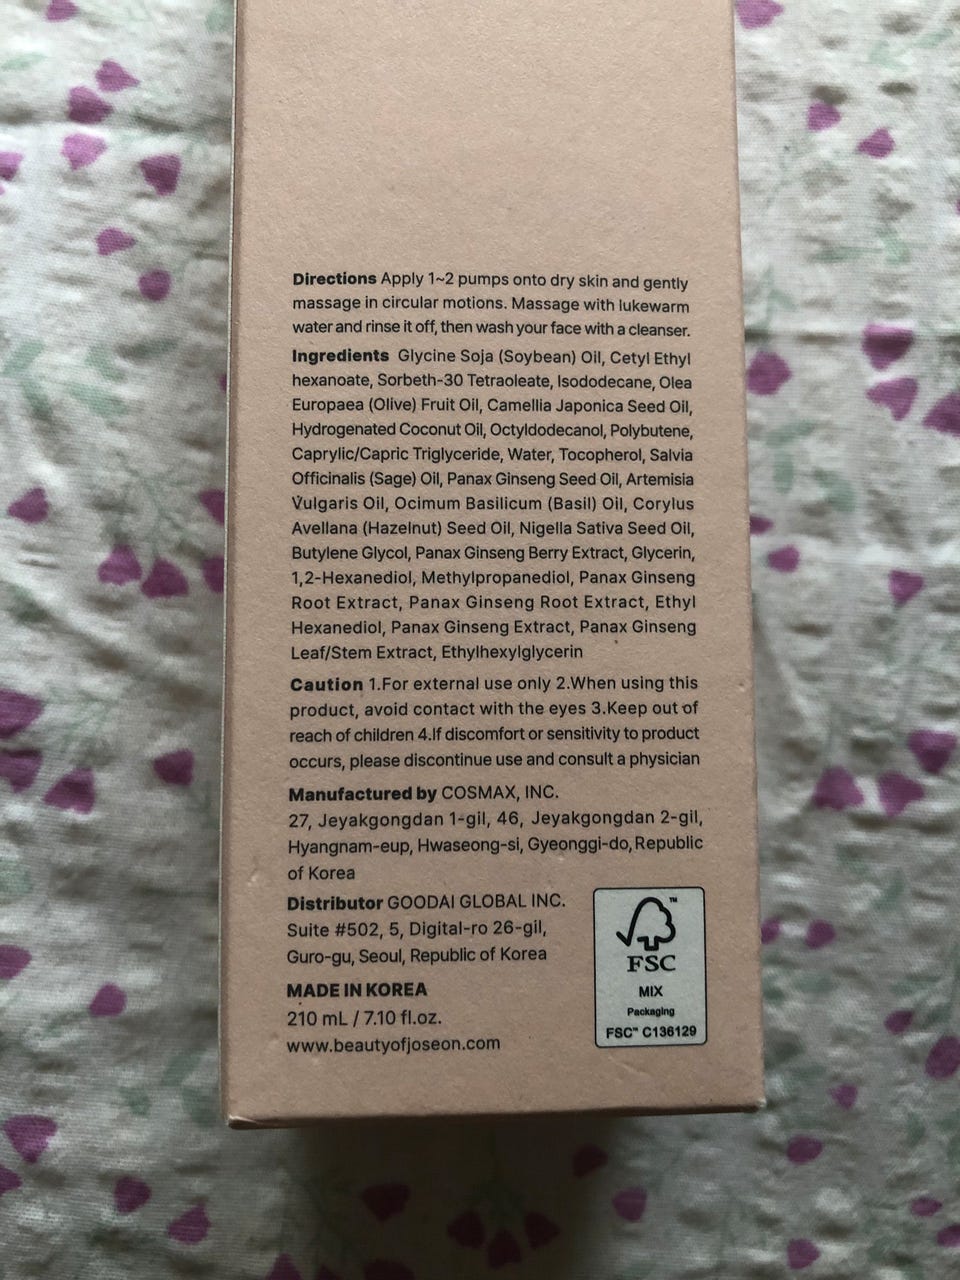 Directions Apply 1~2 pumps onto dry skin and gently
massage in circular motions. Massage with lukewarm
water and rinse it off, then wash your face with a cleanser.
Ingredients Glycine Soja (Soybean) Oil, Cetyl Ethyl
hexanoate, Sorbeth-30 Tetraoleate, Isododecane, Olea
Europaea (Olive) Fruit Oil, Camellia Japonica Seed Oil,
Hydrogenated Coconut Oil, Octyldodecanol, Polybutene,
Caprylic/Capric Triglyceride, Water, Tocopherol, Salvia
Officinalis (Sage) Oil, Panax Ginseng Seed Oil, Artemisia
Vulgaris Oil, Ocimum Basilicum (Basil) Oil, Corylus
Avellana (Hazelnut) Seed Oil, Nigella Sativa Seed Oil,
Butylene Glycol, Panax Ginseng Berry Extract, Glycerin,
1,2-Hexanediol, Methylpropanediol, Panax Ginseng
Root Extract, Panax Ginseng Root Extract, Ethyl
Hexanediol, Panax Ginseng Extract, Panax Ginseng
Leaf/Stem Extract, Ethylhexylglycerin
Caution 1.For external use only 2.When using this
product, avoid contact with the eyes 3.Keep out of
reach of children 4.If discomfort or sensitivity to product
occurs, please discontinue use and consult a physician
Manufactured by COSMAX, INC.
27, Jeyakgongdan 1-gil, 46, Jeyakgongdan 2-gil,
Hyangnam-eup, Hwaseong-si, Gyeonggi-do, Republic
of Korea
Distributor GOODAI GLOBAL INC.
Suite #502, 5, Digital-ro 26-gil,
Guro-gu, Seoul, Republic of Korea
MADE IN KOREA
210 mL / 7.10 fl.oz.
www.beautyofjoseon.com
™
FSC
MIX
Packaging
FSC™ C136129